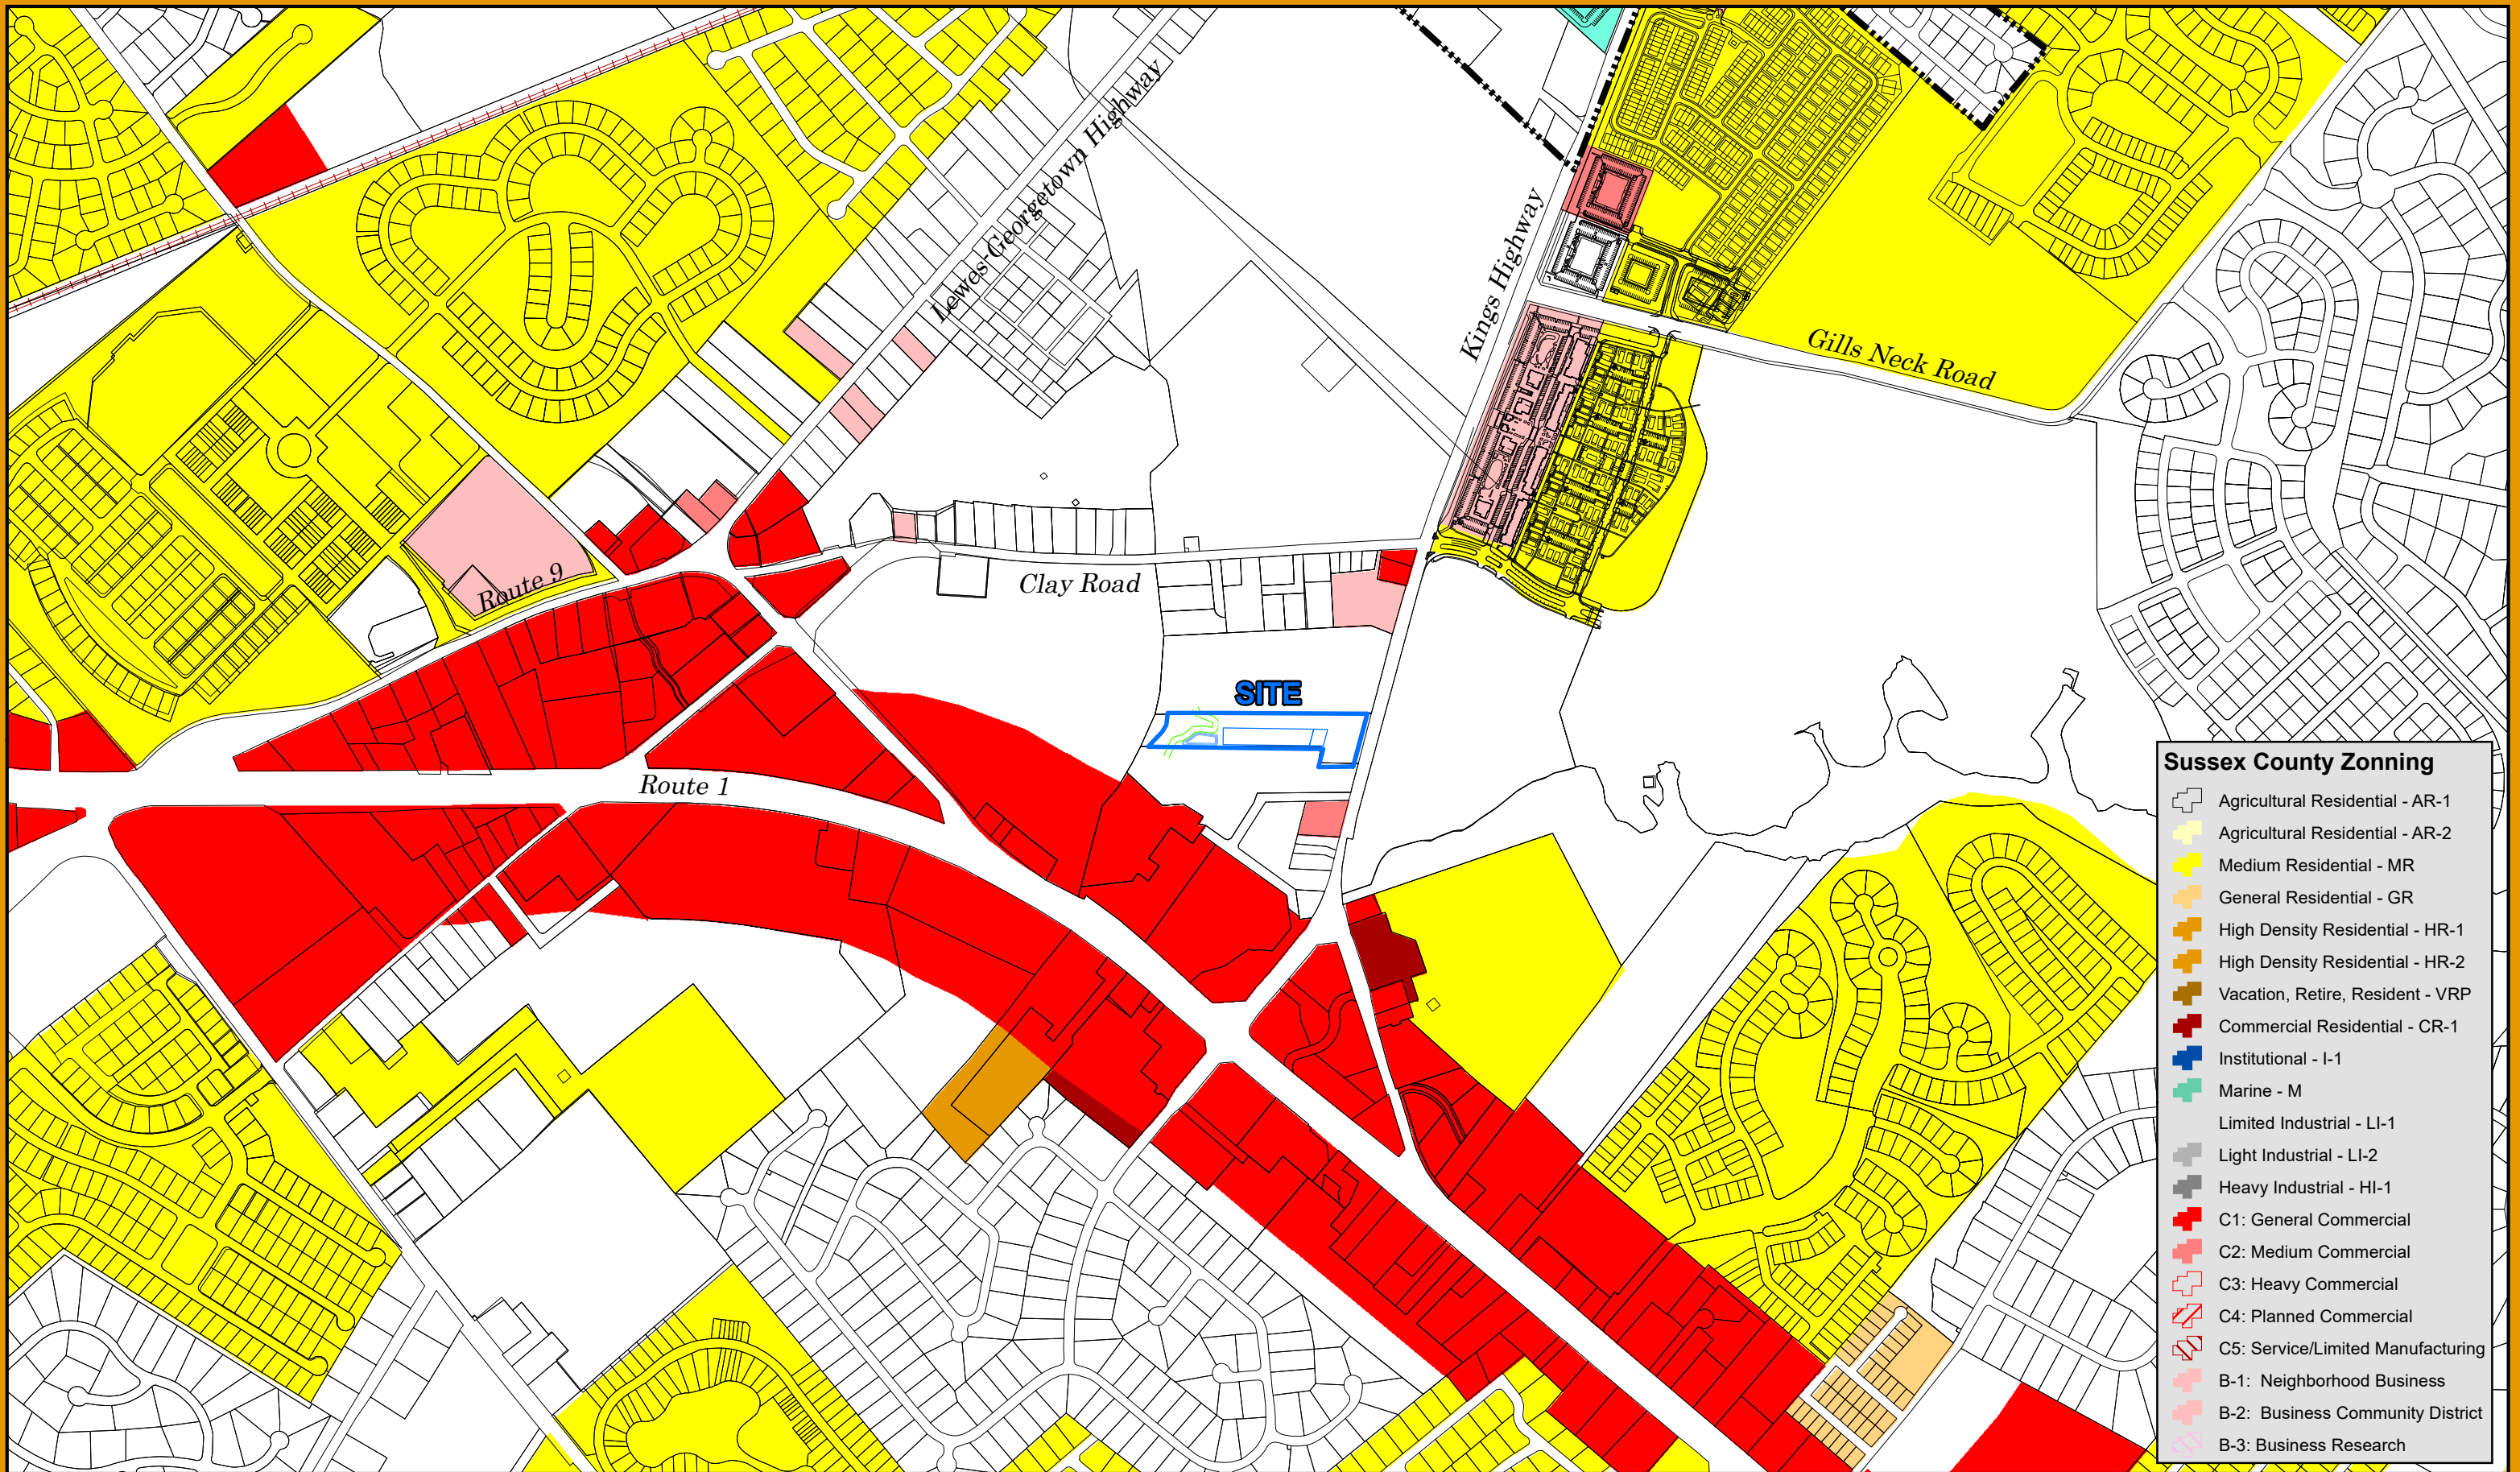 Lewes-Georgetown Highway
Kings Highway
Gills Neck Road
Route 9
Clay Road
SITE
Route 1
Sussex County Zonning
Agricultural Residential - AR-1
Agricultural Residential - AR-2
Medium Residential - MR
General Residential - GR
High Density Residential - HR-1
High Density Residential - HR-2
Vacation, Retire, Resident - VRP
Commercial Residential - CR-1
Institutional - I-1
Marine - M
Limited Industrial - LI-1
Light Industrial - LI-2
Heavy Industrial - HI-1
C1: General Commercial
C2: Medium Commercial
C3: Heavy Commercial
C4: Planned Commercial
C5: Service/Limited Manufacturing
B-1: Neighborhood Business
B-2: Business Community District
B-3: Business Research